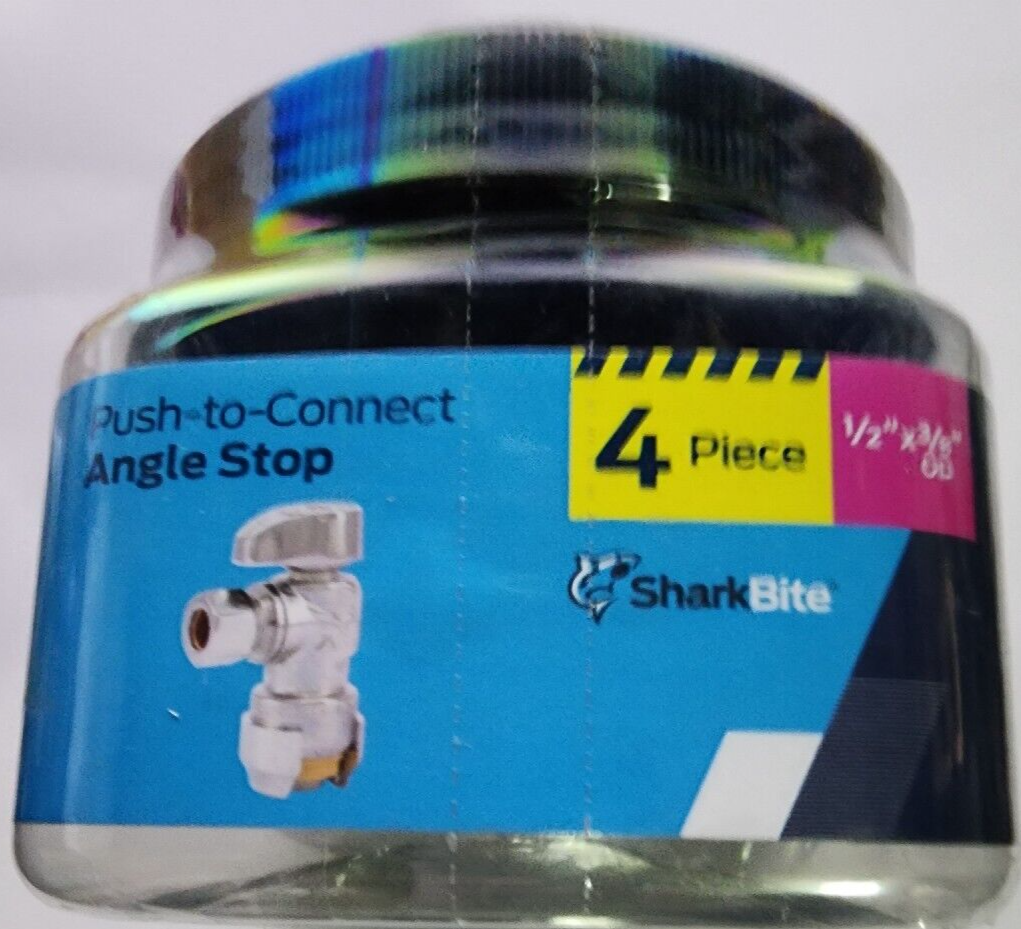 Push-to-Connect
Angle Stop
4 Piece
1/2" x 3/8"
OD
SharkBite